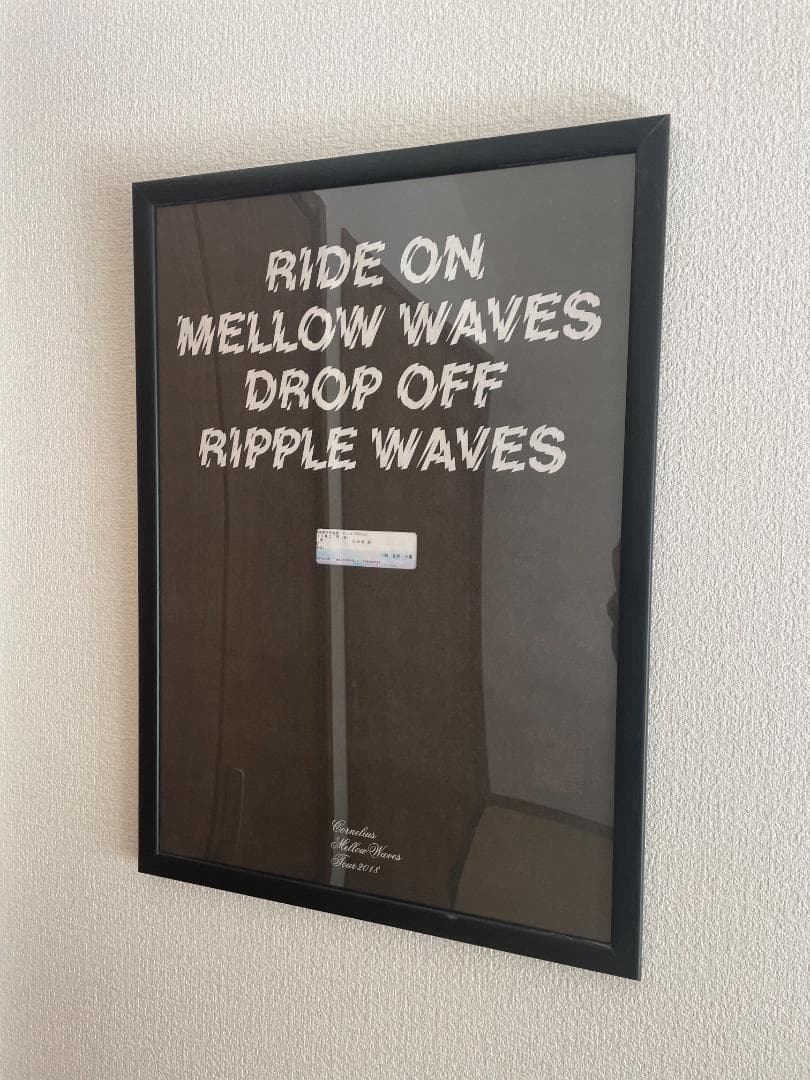 RIDE ON
MELLOW WAVES
DROP OFF
RIPPLE WAVES
Cornelius
Mellow Waves
Tour 2018